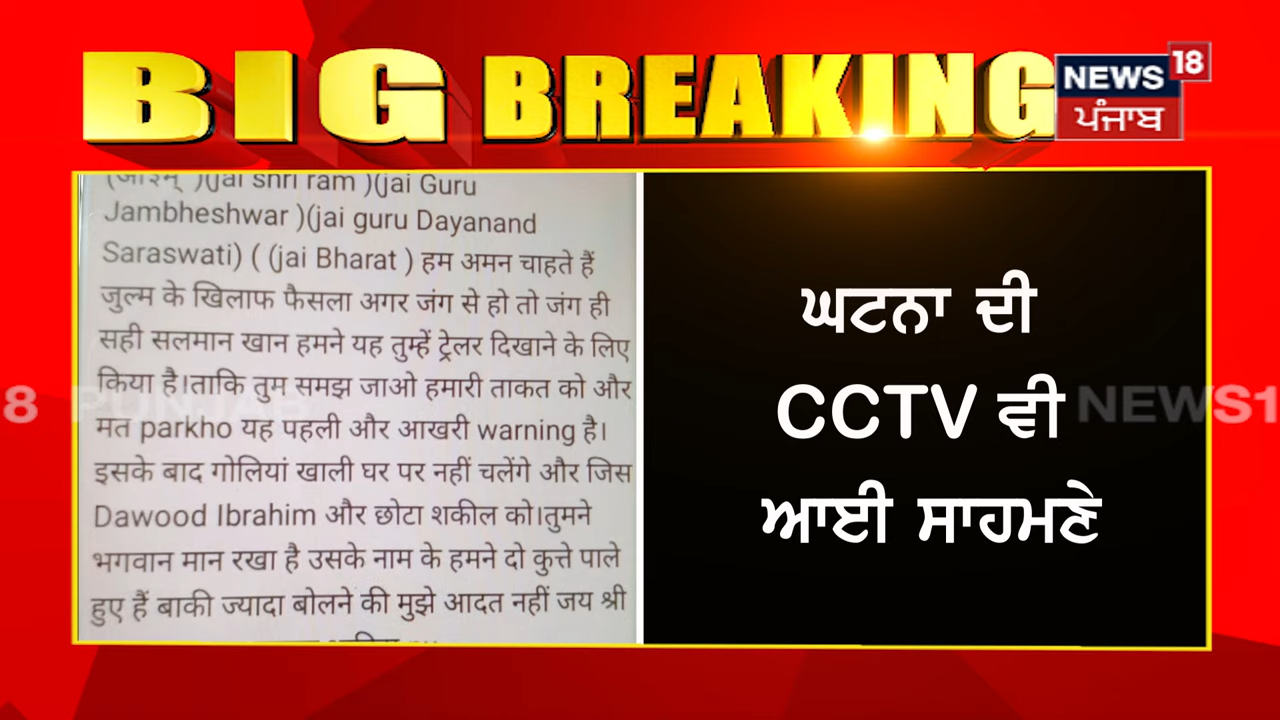 BIG BREAKING
NEWS 18
ਪੰਜਾਬ
(jai shri ram )(jai Guru
Jambheshwar )(jai guru Dayanand
Saraswati) ( (jai Bharat ) हम अमन चाहते हैं
जुल्म के खिलाफ फैसला अगर जंग से हो तो जंग ही
सही सलमान खान हमने यह तुम्हें ट्रेलर दिखाने के लिए
किया है।ताकि तुम समझ जाओ हमारी ताकत को और
मत parkho यह पहली और आखरी warning है।
इसके बाद गोलियां खाली घर पर नहीं चलेंगे और जिस
Dawood Ibrahim और छोटा शकील को।तुमने
भगवान मान रखा है उसके नाम के हमने दो कुत्ते पाले
हुए हैं बाकी ज्यादा बोलने की मुझे आदत नहीं जय श्री
ਘਟਨਾ ਦੀ
CCTV ਵੀ
ਆਈ ਸਾਹਮਣੇ
8 PUNJAB
NEWS1